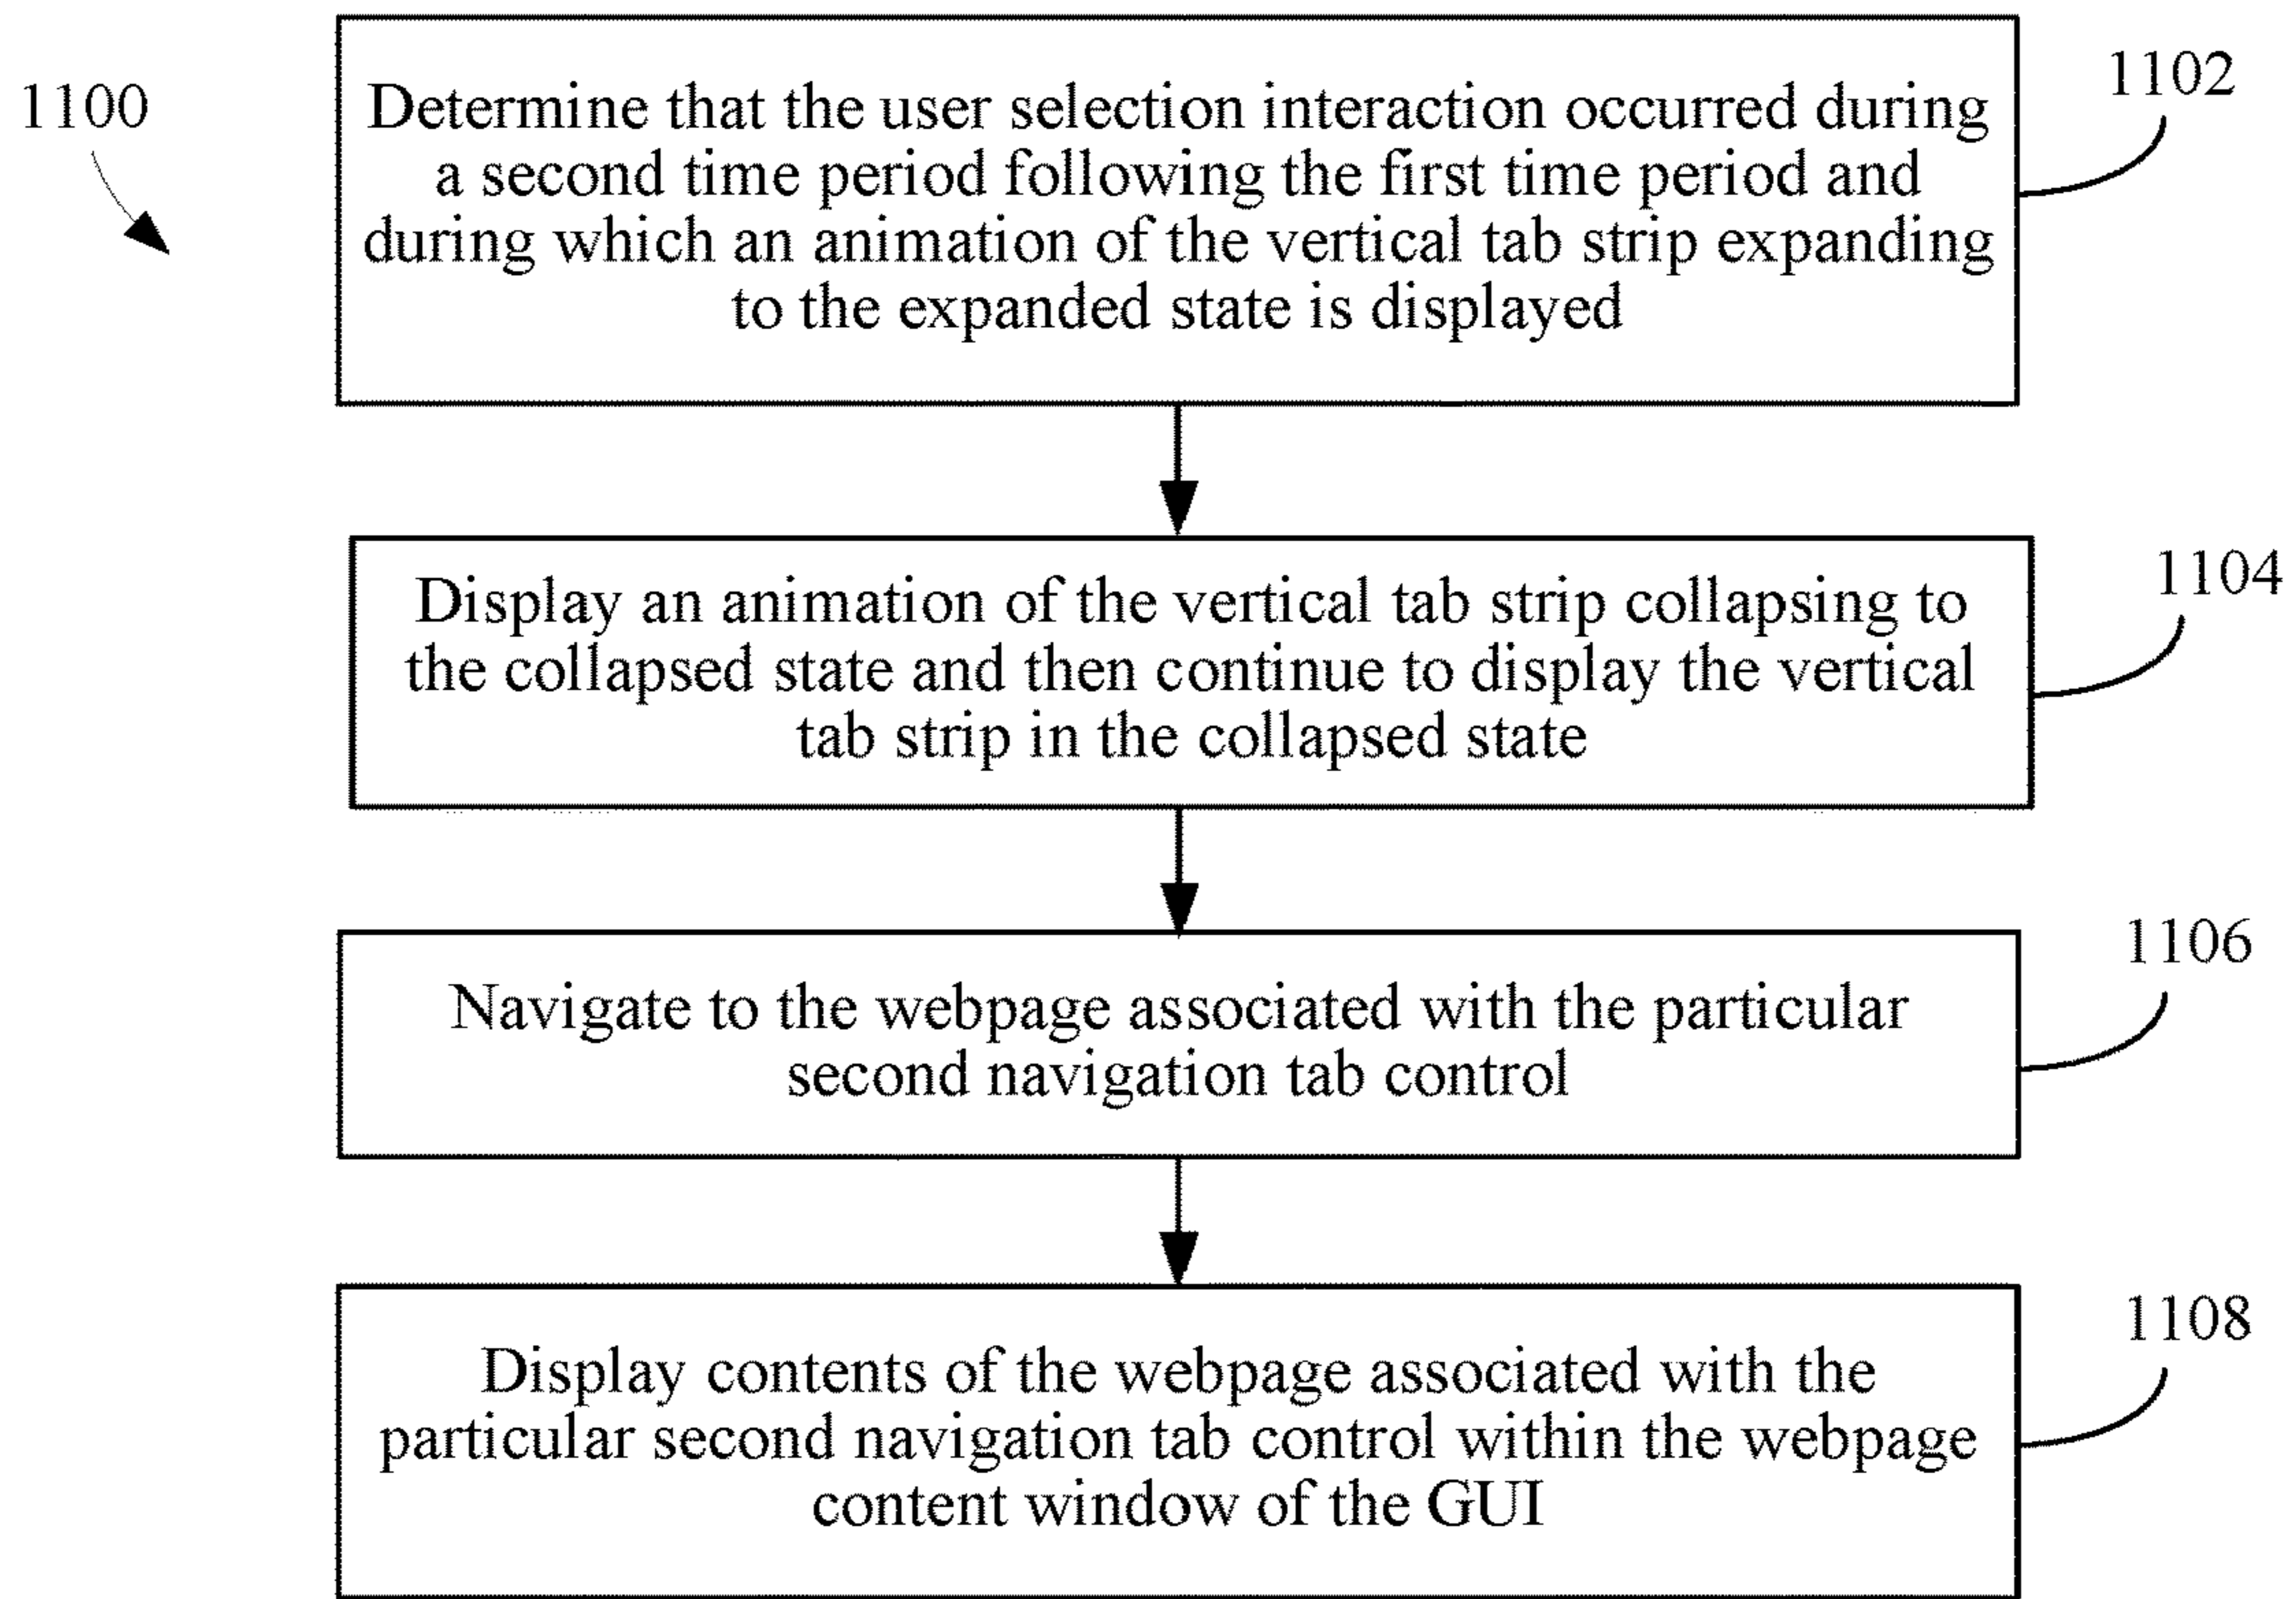 1100
1102
Determine that the user selection interaction occurred during
a second time period following the first time period and
during which an animation of the vertical tab strip expanding
to the expanded state is displayed
1104
Display an animation of the vertical tab strip collapsing to
the collapsed state and then continue to display the vertical
tab strip in the collapsed state
1106
Navigate to the webpage associated with the particular
second navigation tab control
1108
Display contents of the webpage associated with the
particular second navigation tab control within the webpage
content window of the GUI